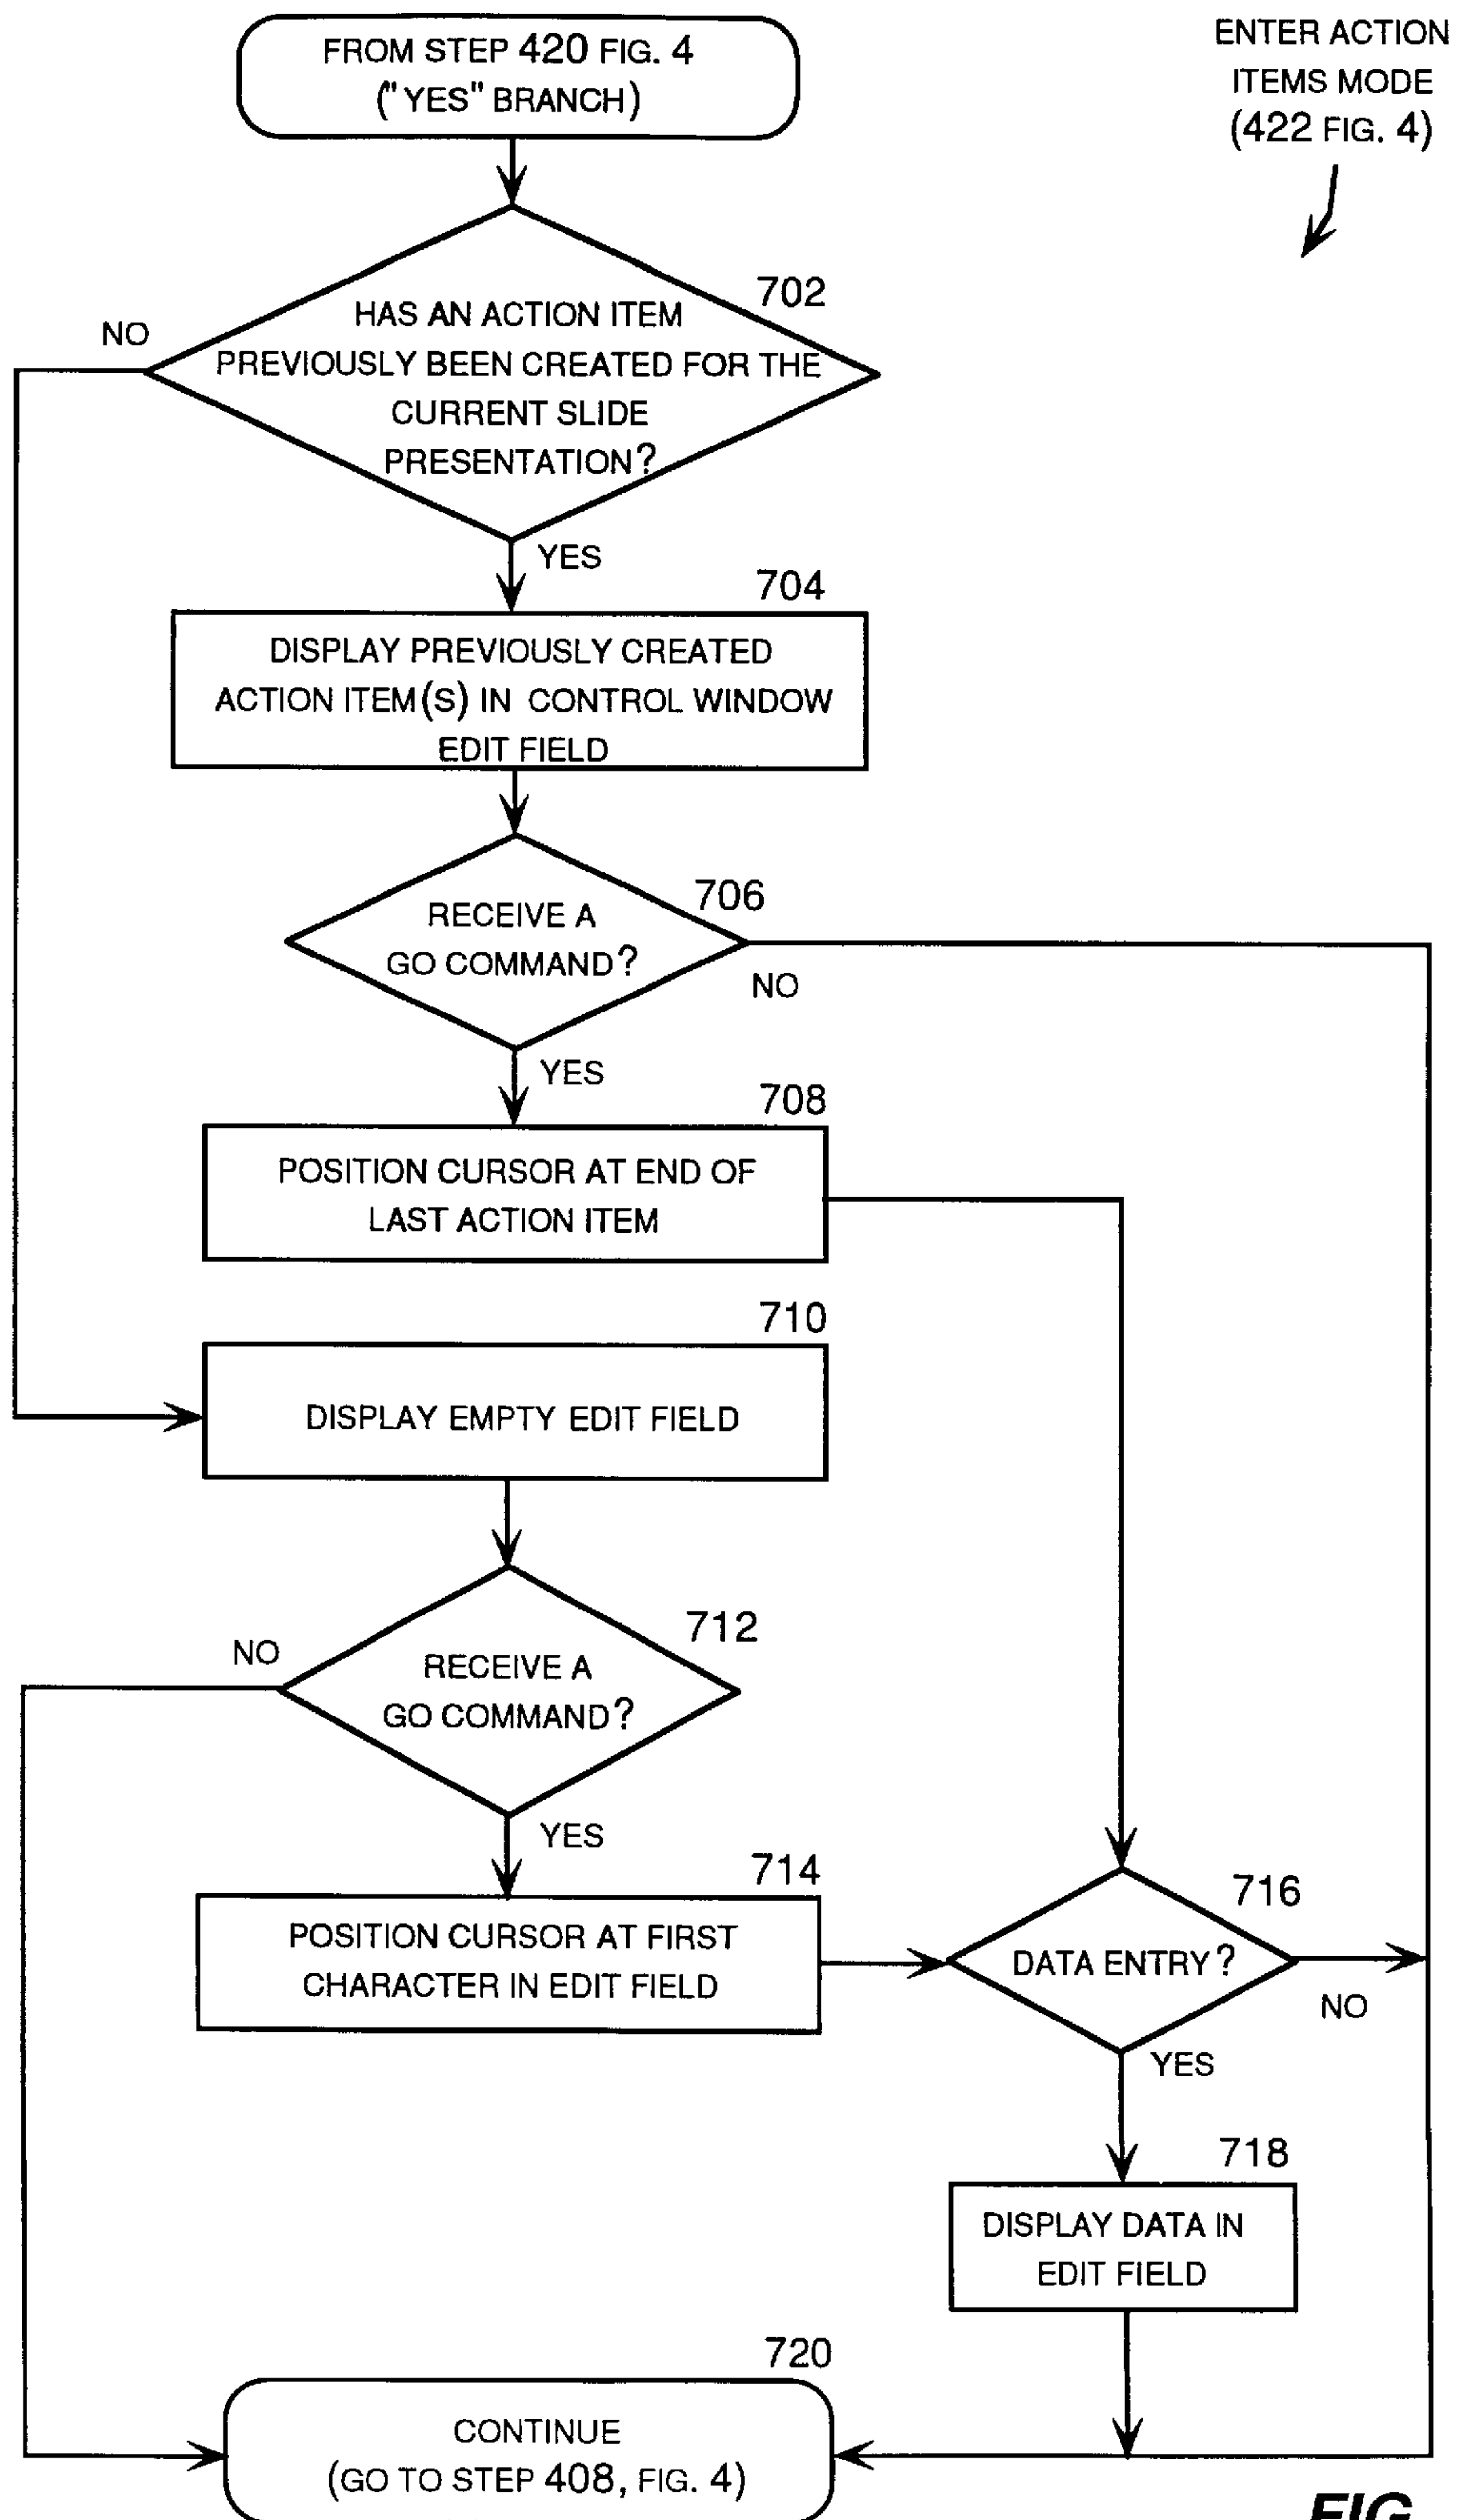 FROM STEP 420 FIG. 4
("YES" BRANCH)
ENTER ACTION
ITEMS MODE
(422 FIG. 4)
702
HAS AN ACTION ITEM
PREVIOUSLY BEEN CREATED FOR THE
CURRENT SLIDE
PRESENTATION?
NO
YES
704
DISPLAY PREVIOUSLY CREATED
ACTION ITEM(S) IN CONTROL WINDOW
EDIT FIELD
706
RECEIVE A
GO COMMAND?
NO
YES
708
POSITION CURSOR AT END OF
LAST ACTION ITEM
710
DISPLAY EMPTY EDIT FIELD
712
NO
RECEIVE A
GO COMMAND?
YES
714
POSITION CURSOR AT FIRST
CHARACTER IN EDIT FIELD
716
DATA ENTRY?
NO
YES
718
DISPLAY DATA IN
EDIT FIELD
720
CONTINUE
(GO TO STEP 408, FIG. 4)
FIG